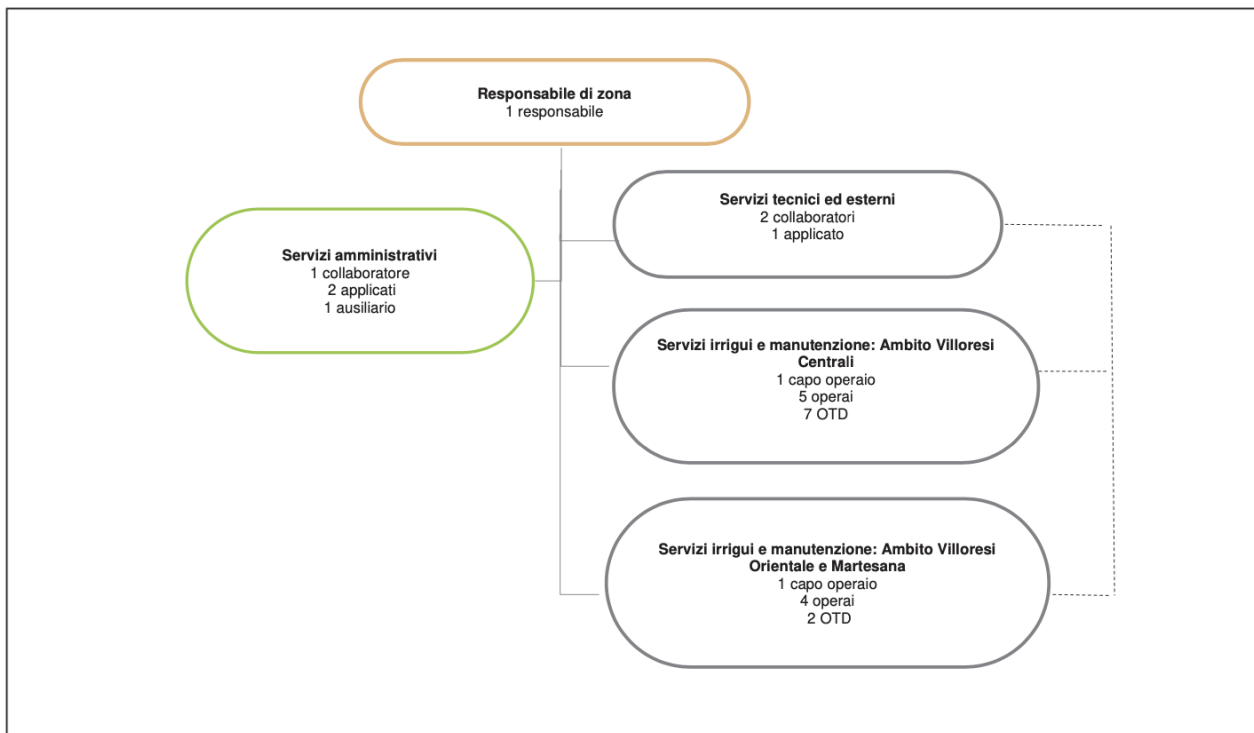 Responsabile di zona
1 responsabile
Servizi amministrativi
1 collaboratore
2 applicati
1 ausiliario
Servizi tecnici ed esterni
2 collaboratori
1 applicato
Servizi irrigui e manutenzione: Ambito Villoresi
Centrali
1 capo operaio
5 operai
7 OTD
Servizi irrigui e manutenzione: Ambito Villoresi
Orientale e Martesana
1 capo operaio
4 operai
2 OTD